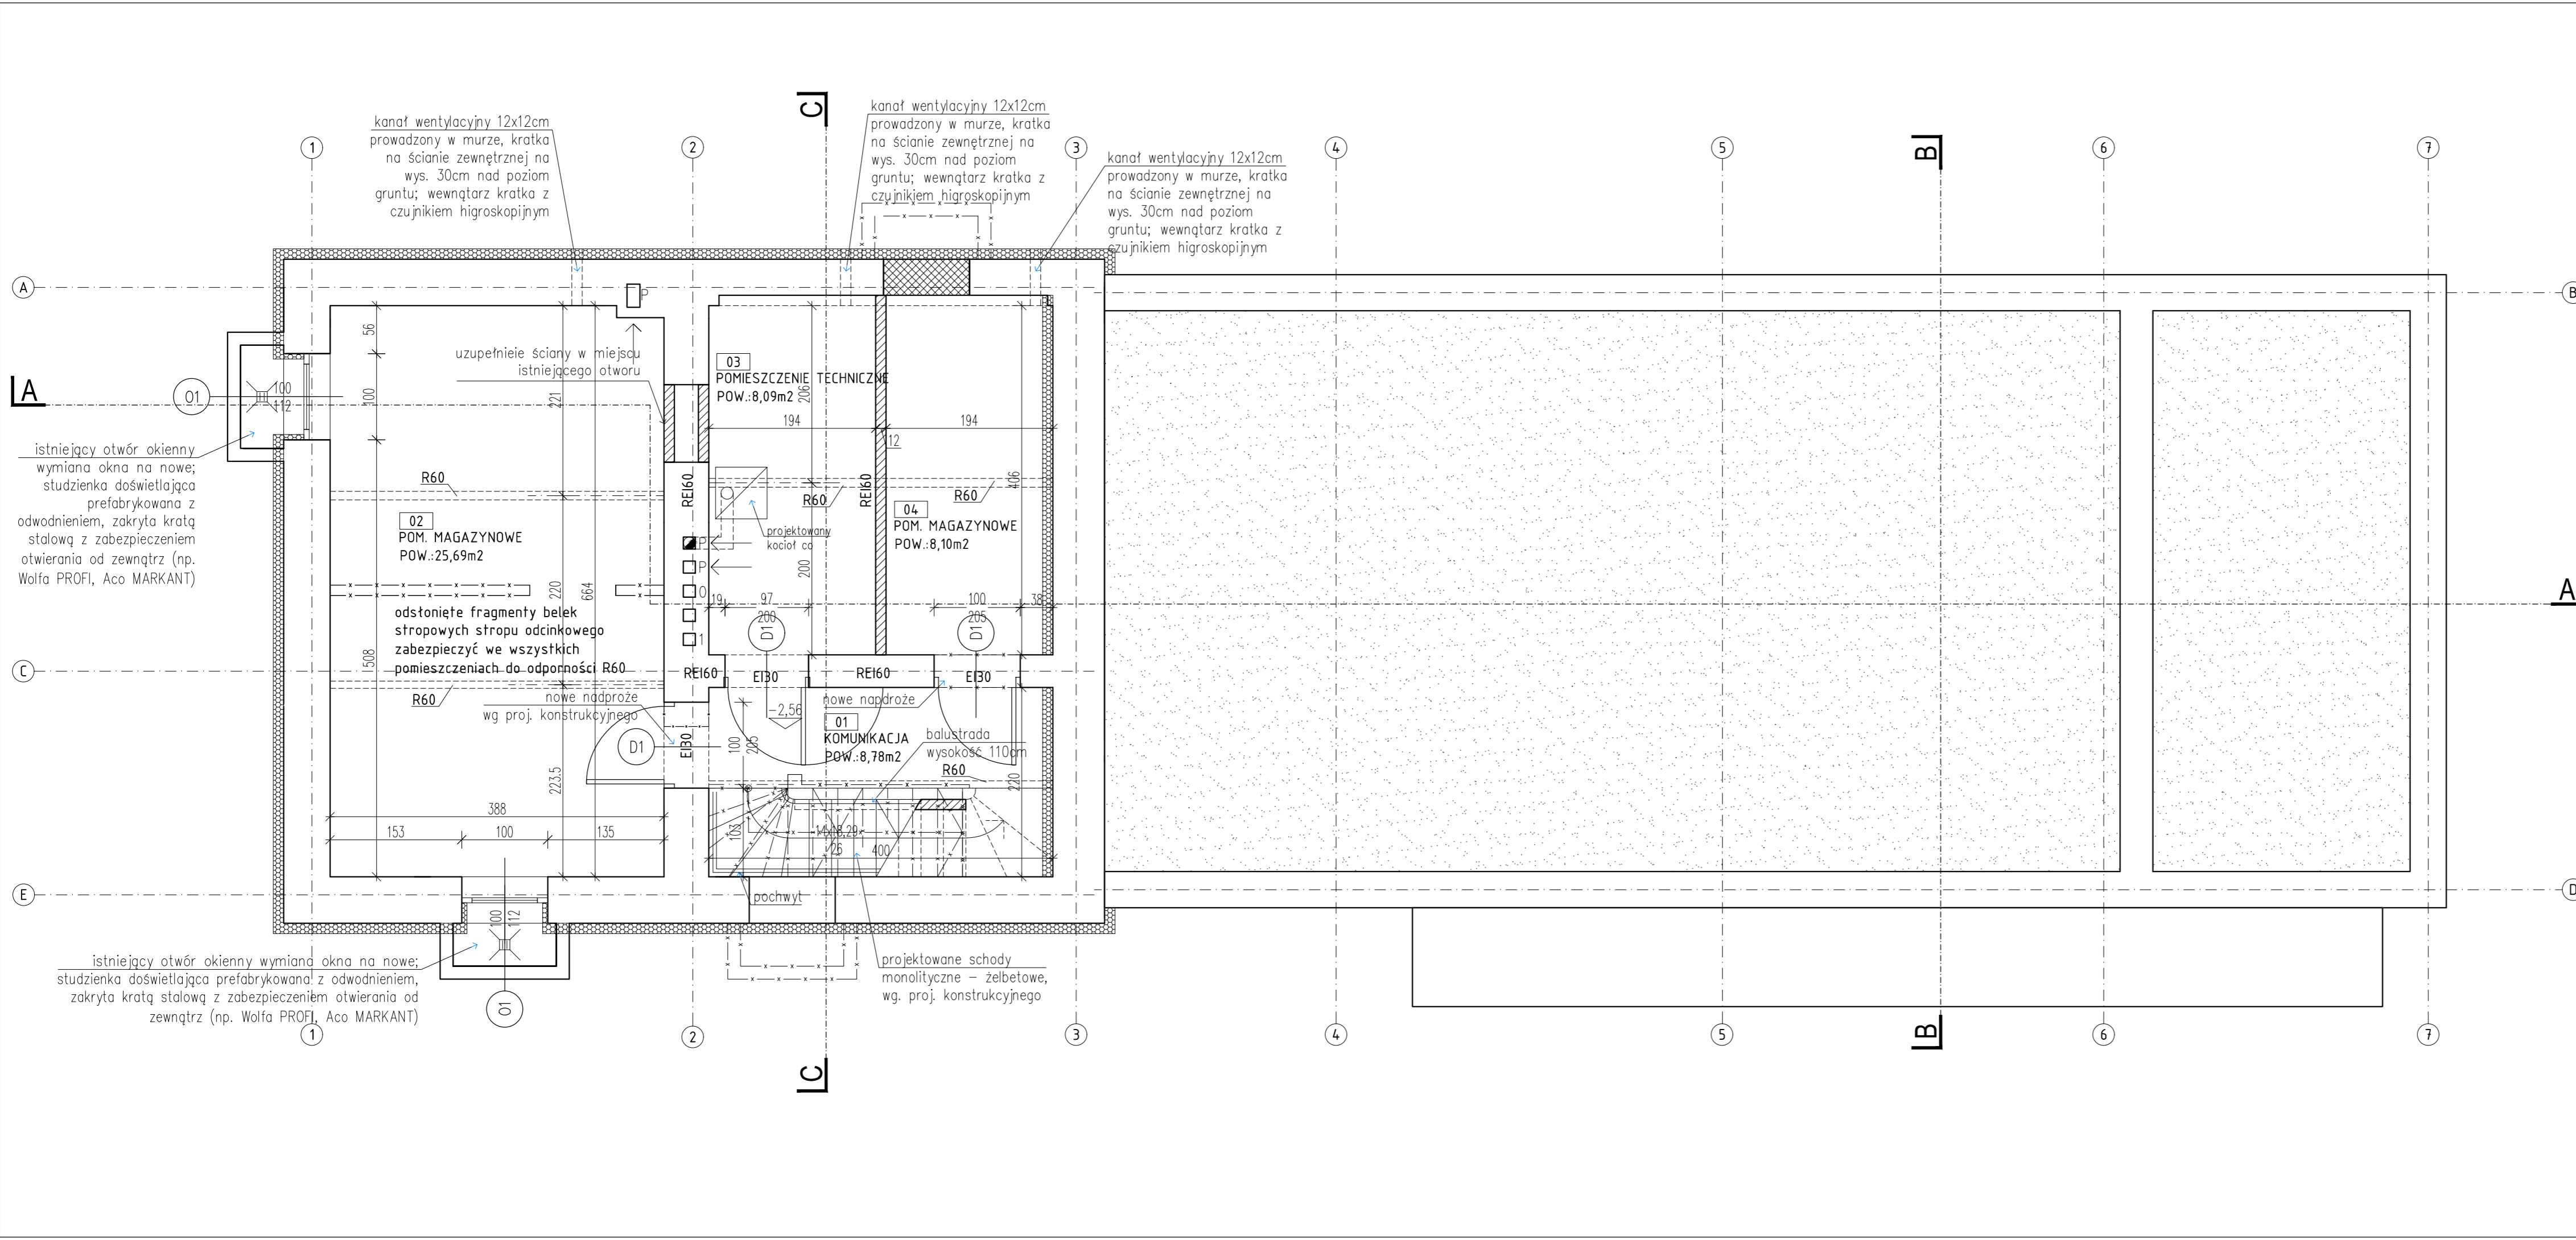 C
kanał wentylacyjny 12x12cm
prowadzony w murze, kratka
na ścianie zewnętrznej na
wys. 30cm nad poziom
gruntu; wewnątarz kratka z
czujnikiem higroskopijnym
kanał wentylacyjny 12x12cm
prowadzony w murze, kratka
na ścianie zewnętrznej na
wys. 30cm nad poziom
gruntu; wewnątarz kratka z
czujnikiem higroskopijnym
kanał wentylacyjny 12x12cm
prowadzony w murze, kratka
na ścianie zewnętrznej na
wys. 30cm nad poziom
gruntu; wewnątarz kratka z
czujnikiem higroskopijnym
1
2
3
4
5
B
6
7
A
B
P
56
uzupełnieie ściany w miejscu
istniejącego otworu
03
POMIESZCZENIE TECHNICZNE
POW.:8,09m2
206
A
O1
100
112
100
221
194
194
12
istniejący otwór okienny
wymiana okna na nowe;
studzienka doświetlająca
prefabrykowana z
odwodnieniem, zakryta kratą
stalową z zabezpieczeniem
otwierania od zewnątrz (np.
Wolfa PROFI, Aco MARKANT)
R60
REI60
R60
REI60
R60
406
02
POM. MAGAZYNOWE
POW.:25,69m2
projektowany
kocioł co
04
POM. MAGAZYNOWE
POW.:8,10m2
P
P
O
1
200
220
664
19
97
200
100
205
38
A
odsłonięte fragmenty belek
stropowych stropu odcinkowego
zabezpieczyć we wszystkich
pomieszczeniach do odporności R60
D1
D1
508
C
REI60
EI30
REI60
EI30
R60
nowe nadproże
wg proj. konstrukcyjnego
nowe napdroże
-2,56
01
KOMUNIKACJA
POW.:8,78m2
balustrada
wysokość 110cm
R60
D1
EI30
100
205
220
223.5
388
153
100
135
103
14x18,29
26
400
E
D
pochwyt
100
112
istniejący otwór okienny wymiana okna na nowe;
studzienka doświetlająca prefabrykowana z odwodnieniem,
zakryta kratą stalową z zabezpieczeniem otwierania od
zewnątrz (np. Wolfa PROFI, Aco MARKANT)
O1
projektowane schody
monolityczne – żelbetowe,
wg. proj. konstrukcyjnego
1
2
3
4
5
B
6
7
C